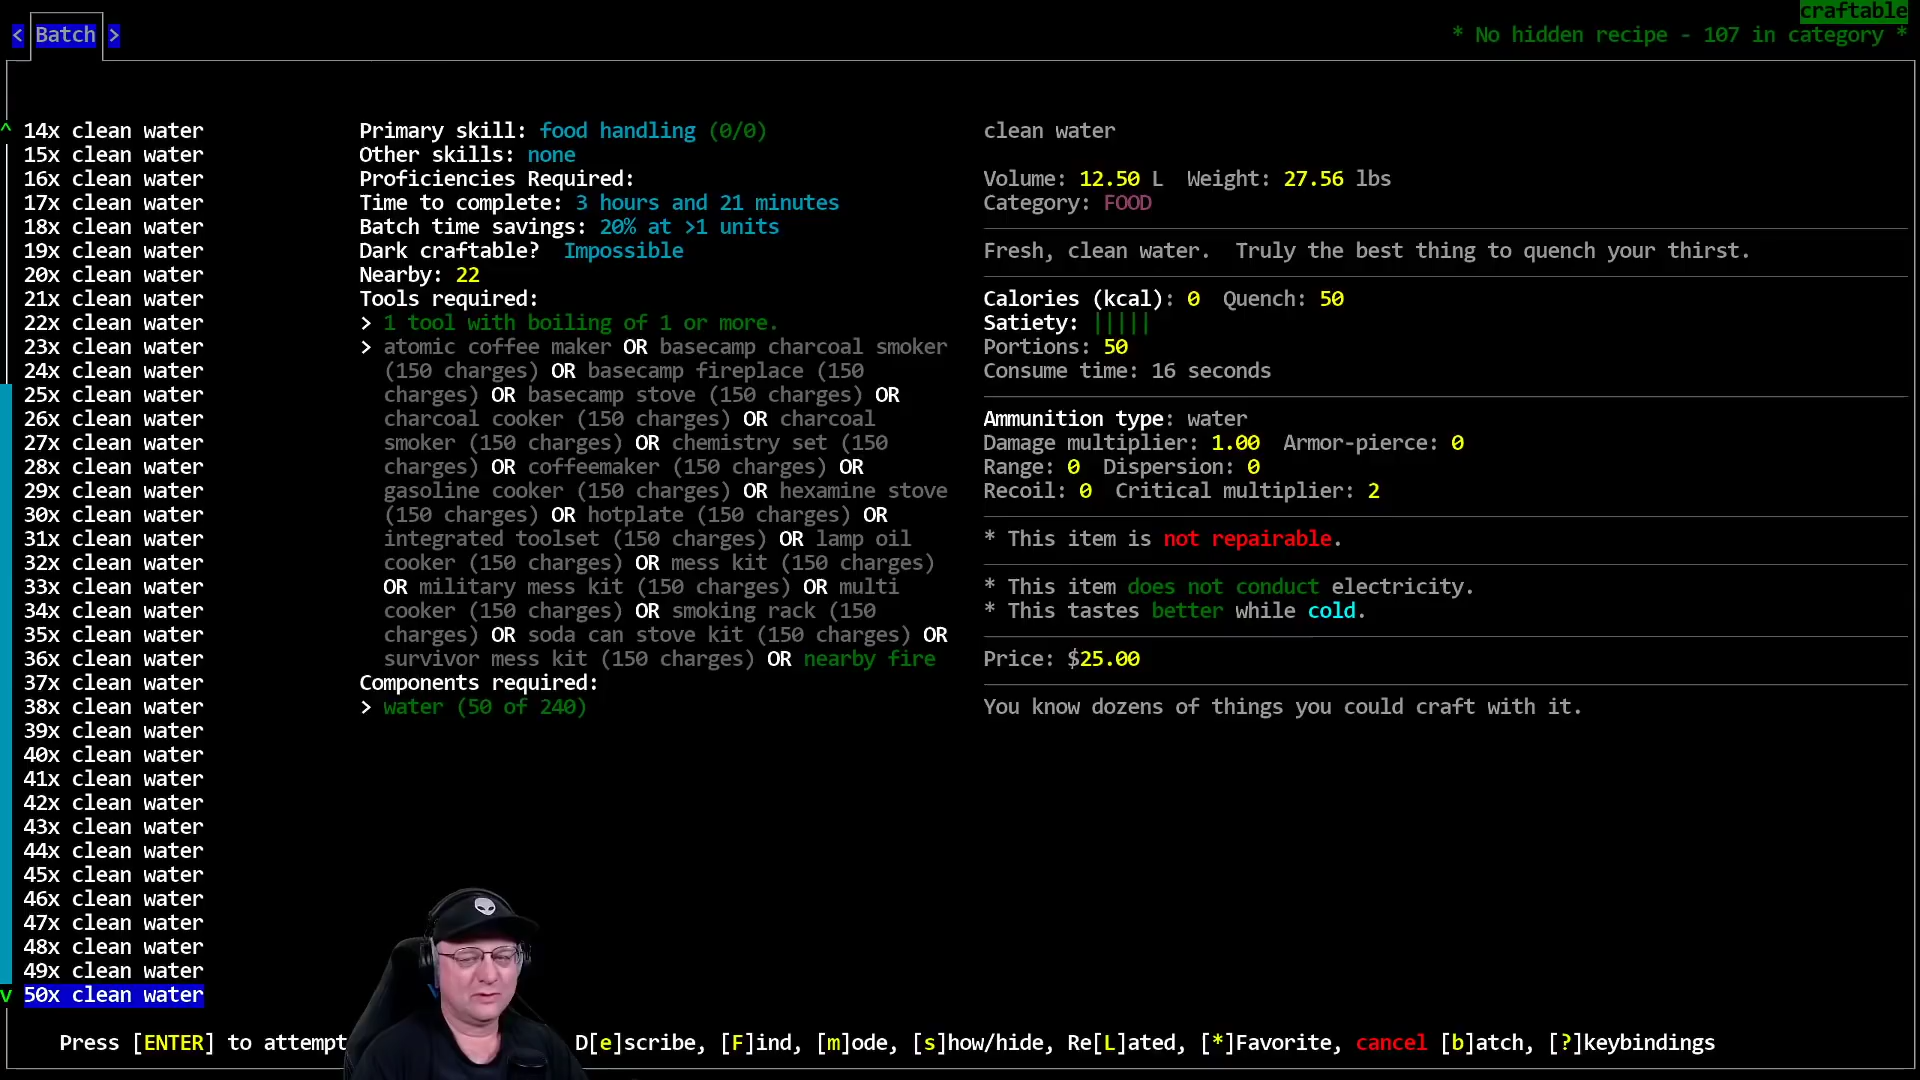 craftable
< Batch >
* No hidden recipe - 107 in category *
^ 14x clean water
15x clean water
16x clean water
17x clean water
18x clean water
19x clean water
20x clean water
21x clean water
22x clean water
23x clean water
24x clean water
25x clean water
26x clean water
27x clean water
28x clean water
29x clean water
30x clean water
31x clean water
32x clean water
33x clean water
34x clean water
35x clean water
36x clean water
37x clean water
38x clean water
39x clean water
40x clean water
41x clean water
42x clean water
43x clean water
44x clean water
45x clean water
46x clean water
47x clean water
48x clean water
49x clean water
v 50x clean water
Primary skill: food handling (0/0)
Other skills: none
Proficiencies Required:
Time to complete: 3 hours and 21 minutes
Batch time savings: 20% at >1 units
Dark craftable? Impossible
Nearby: 22
Tools required:
> 1 tool with boiling of 1 or more.
> atomic coffee maker OR basecamp charcoal smoker
(150 charges) OR basecamp fireplace (150
charges) OR basecamp stove (150 charges) OR
charcoal cooker (150 charges) OR charcoal
smoker (150 charges) OR chemistry set (150
charges) OR coffeemaker (150 charges) OR
gasoline cooker (150 charges) OR hexamine stove
(150 charges) OR hotplate (150 charges) OR
integrated toolset (150 charges) OR lamp oil
cooker (150 charges) OR mess kit (150 charges)
OR military mess kit (150 charges) OR multi
cooker (150 charges) OR smoking rack (150
charges) OR soda can stove kit (150 charges) OR
survivor mess kit (150 charges) OR nearby fire
Components required:
> water (50 of 240)
clean water
Volume: 12.50 L Weight: 27.56 lbs
Category: FOOD
Fresh, clean water. Truly the best thing to quench your thirst.
Calories (kcal): 0 Quench: 50
Satiety: |||||
Portions: 50
Consume time: 16 seconds
Ammunition type: water
Damage multiplier: 1.00 Armor-pierce: 0
Range: 0 Dispersion: 0
Recoil: 0 Critical multiplier: 2
* This item is not repairable.
* This item does not conduct electricity.
* This tastes better while cold.
Price: $25.00
You know dozens of things you could craft with it.
Press [ENTER] to attempt D[e]scribe, [F]ind, [m]ode, [s]how/hide, Re[L]ated, [*]Favorite, cancel [b]atch, [?]keybindings